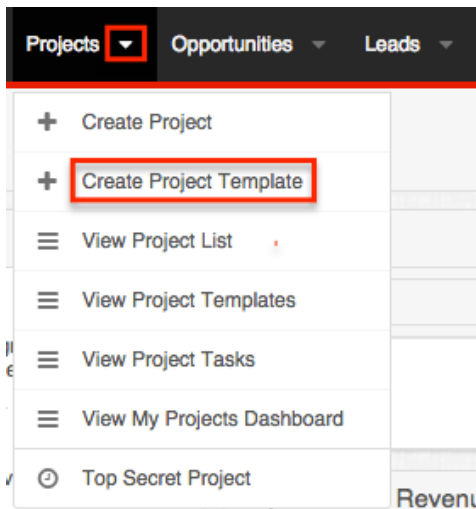 Projects Opportunities Leads
Create Project
Create Project Template
View Project List
View Project Templates
View Project Tasks
View My Projects Dashboard
Top Secret Project